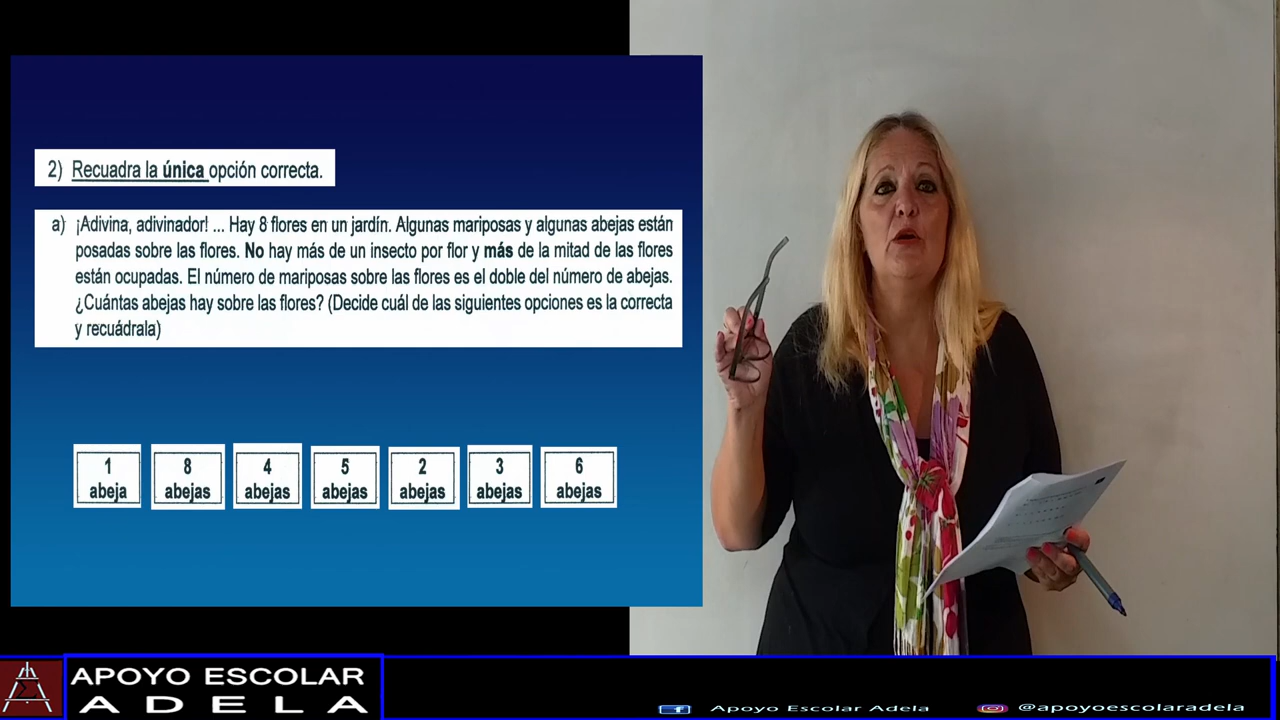 2) Recuadra la única opción correcta.
a) ¡Adivina, adivinador! ... Hay 8 flores en un jardín. Algunas mariposas y algunas abejas están
posadas sobre las flores. No hay más de un insecto por flor y más de la mitad de las flores
están ocupadas. El número de mariposas sobre las flores es el doble del número de abejas.
¿Cuántas abejas hay sobre las flores? (Decide cuál de las siguientes opciones es la correcta
y recuádrala)
1 abeja
8 abejas
4 abejas
5 abejas
2 abejas
3 abejas
6 abejas
APOYO ESCOLAR
ADELA
Apoyo Escolar Adela
@apoyoescolaradela